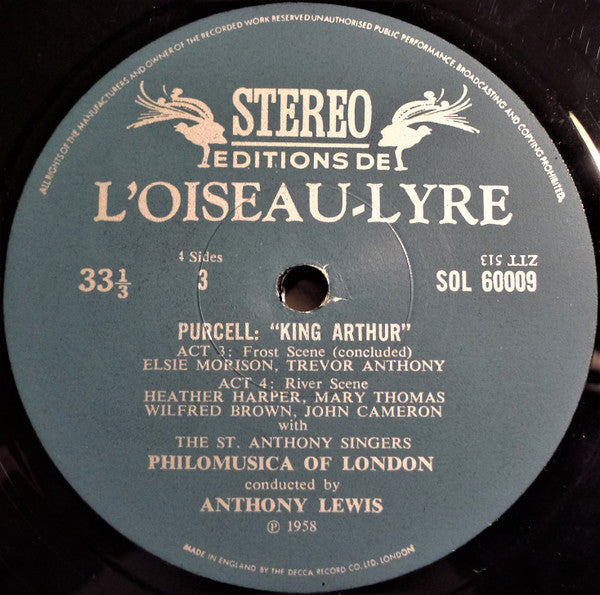 ALL RIGHTS OF THE MANUFACTURERS AND OWNER OF THE RECORDED WORK RESERVED UNAUTHORISED PUBLIC PERFORMANCE, BROADCASTING AND COPYING PROHIBITED.
STEREO
EDITIONS DE
L'OISEAU-LYRE
4 Sides
3
33⅓
ZTT 513
SOL 60009
PURCELL: "KING ARTHUR"
ACT 3: Frost Scene (concluded)
ELSIE MORISON, TREVOR ANTHONY
ACT 4: River Scene
HEATHER HARPER, MARY THOMAS
WILFRED BROWN, JOHN CAMERON
with
THE ST. ANTHONY SINGERS
PHILOMUSICA OF LONDON
conducted by
ANTHONY LEWIS
℗ 1958
MADE IN ENGLAND BY THE DECCA RECORD CO. LTD. LONDON